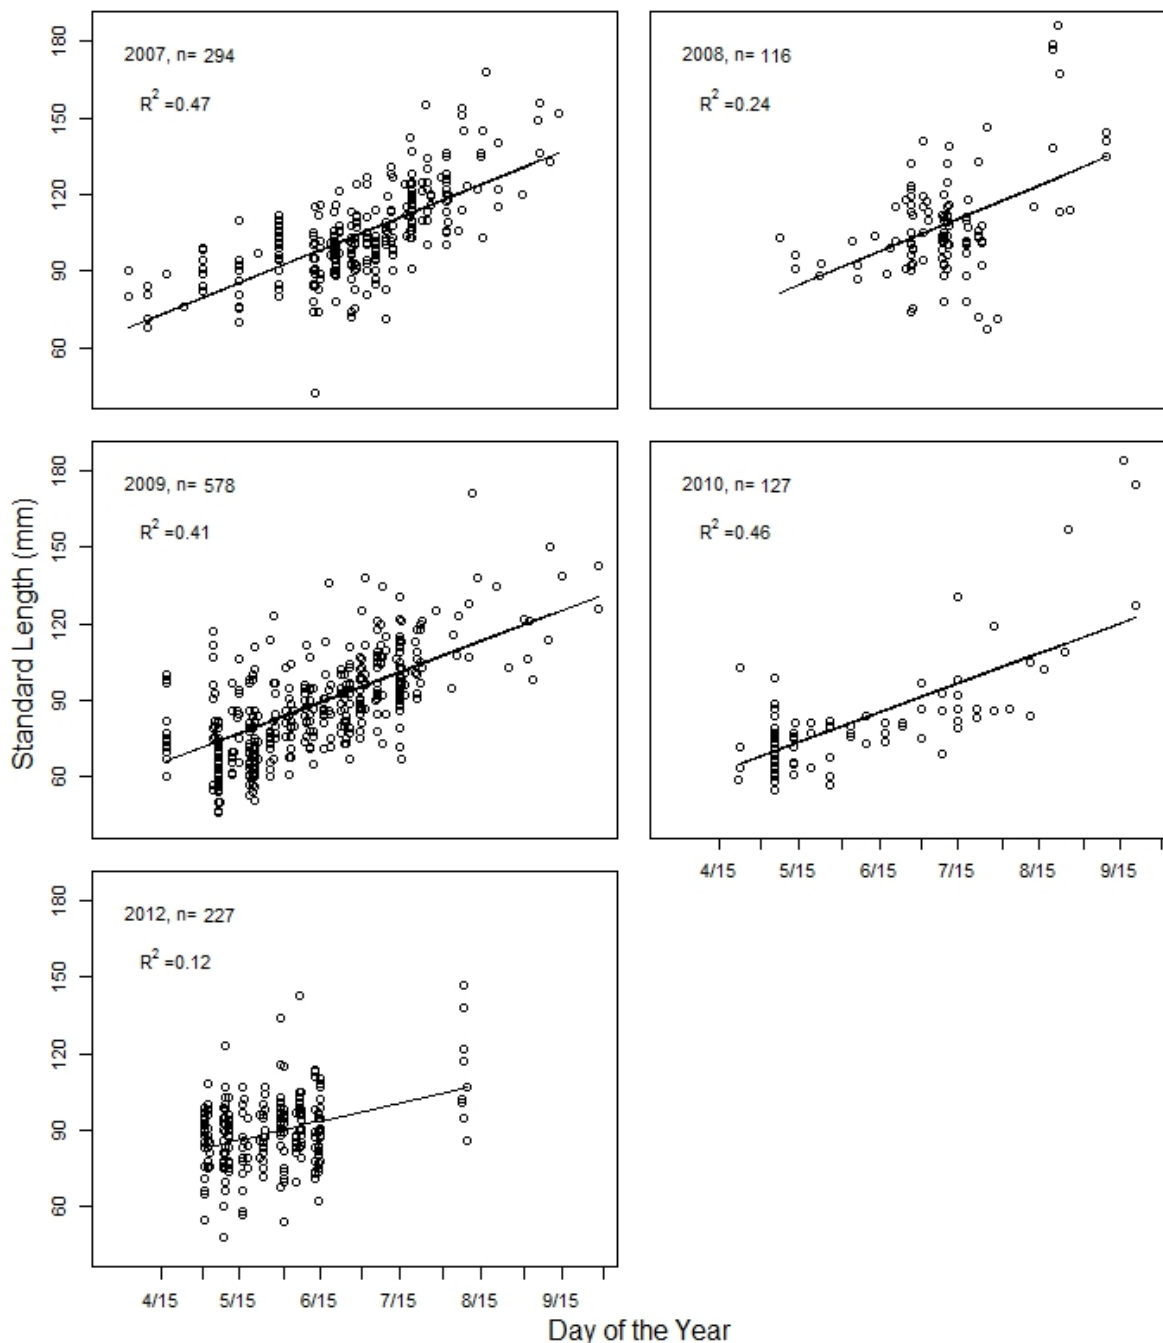 2007, n= 294
R2 =0.47
180
150
120
90
60
2008, n= 116
R2 =0.24
2009, n= 578
R2 =0.41
180
150
120
90
60
2010, n= 127
R2 =0.46
4/15 5/15 6/15 7/15 8/15 9/15
Standard Length (mm)
2012, n= 227
R2 =0.12
180
150
120
90
60
4/15 5/15 6/15 7/15 8/15 9/15
Day of the Year